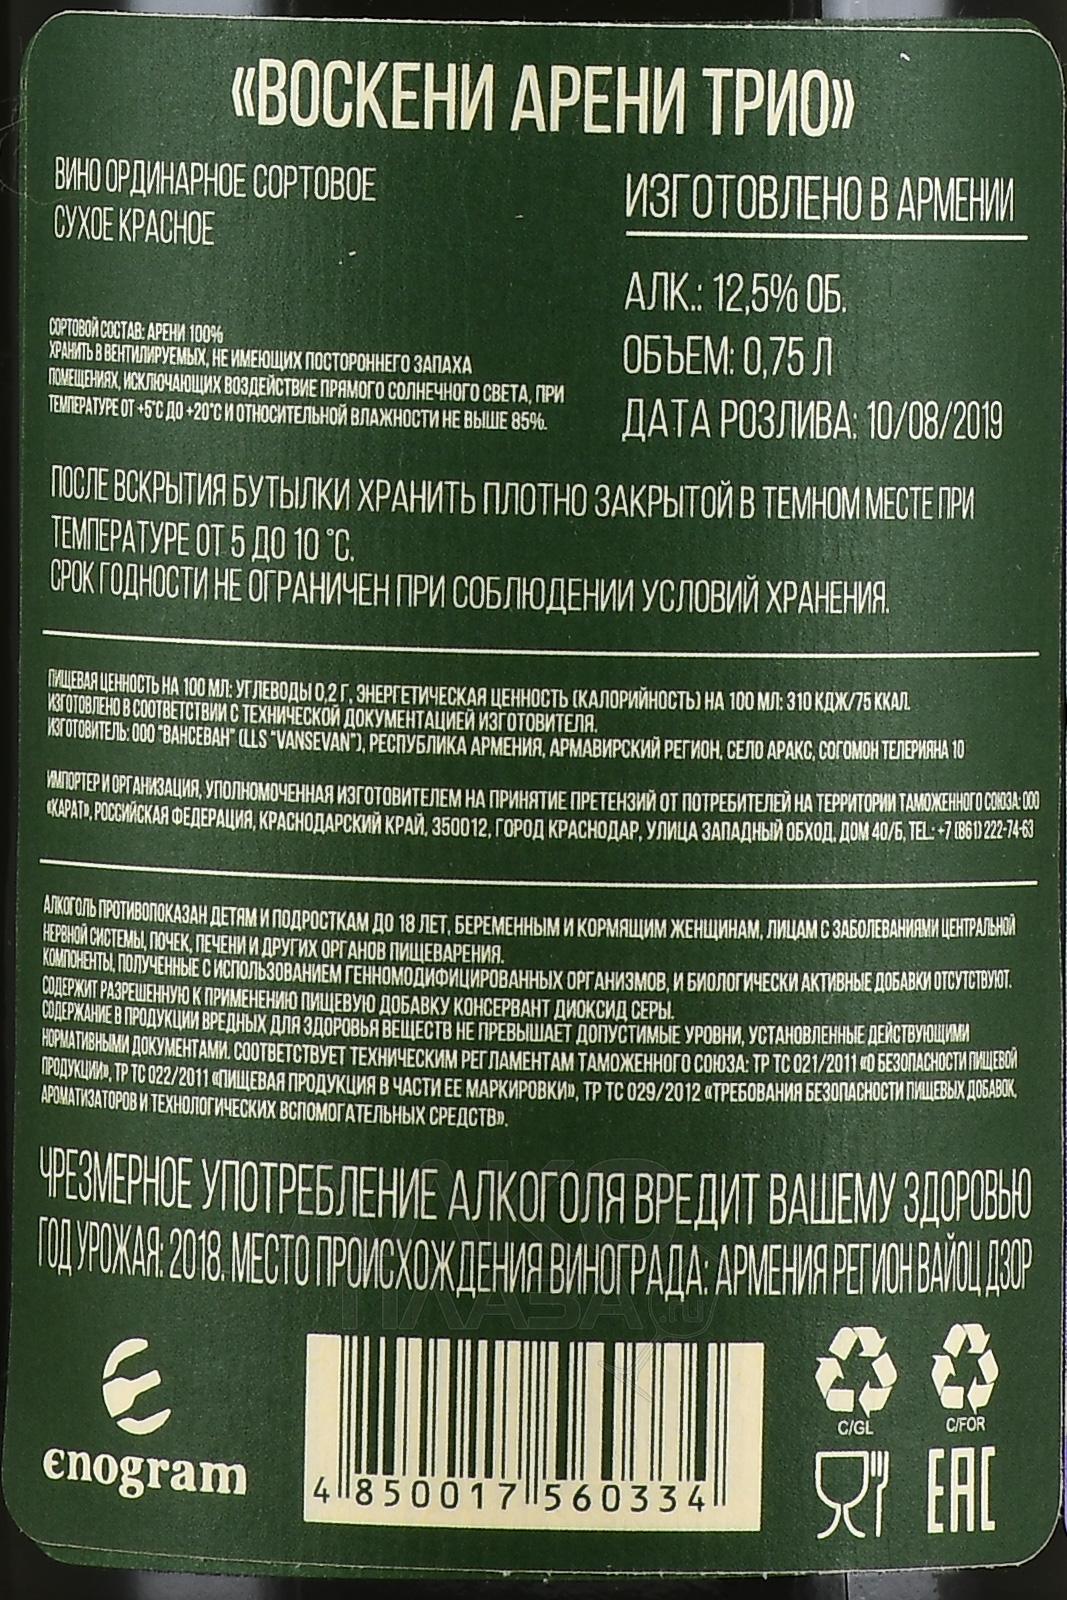 «ВОСКЕНИ АРЕНИ ТРИО»
ВИНО ОРДИНАРНОЕ СОРТОВОЕ
СУХОЕ КРАСНОЕ
ИЗГОТОВЛЕНО В АРМЕНИИ
АЛК.: 12,5% ОБ.
ОБЪЕМ: 0,75 Л
ДАТА РОЗЛИВА: 10/08/2019
СОРТОВОЙ СОСТАВ: АРЕНИ 100%
ХРАНИТЬ В ВЕНТИЛИРУЕМЫХ, НЕ ИМЕЮЩИХ ПОСТОРОННЕГО ЗАПАХА
ПОМЕЩЕНИЯХ, ИСКЛЮЧАЮЩИХ ВОЗДЕЙСТВИЕ ПРЯМОГО СОЛНЕЧНОГО СВЕТА, ПРИ
ТЕМПЕРАТУРЕ ОТ +5°С ДО +20°С И ОТНОСИТЕЛЬНОЙ ВЛАЖНОСТИ НЕ ВЫШЕ 85%.
ПОСЛЕ ВСКРЫТИЯ БУТЫЛКИ ХРАНИТЬ ПЛОТНО ЗАКРЫТОЙ В ТЕМНОМ МЕСТЕ ПРИ
ТЕМПЕРАТУРЕ ОТ 5 ДО 10 °С.
СРОК ГОДНОСТИ НЕ ОГРАНИЧЕН ПРИ СОБЛЮДЕНИИ УСЛОВИЙ ХРАНЕНИЯ.
ПИЩЕВАЯ ЦЕННОСТЬ НА 100 МЛ: УГЛЕВОДЫ 0,2 Г, ЭНЕРГЕТИЧЕСКАЯ ЦЕННОСТЬ (КАЛОРИЙНОСТЬ) НА 100 МЛ: 310 КДЖ/75 ККАЛ.
ИЗГОТОВЛЕНО В СООТВЕТСТВИИ С ТЕХНИЧЕСКОЙ ДОКУМЕНТАЦИЕЙ ИЗГОТОВИТЕЛЯ.
ИЗГОТОВИТЕЛЬ: ООО "ВАНСЕВАН" (LLS "VANSEVAN"), РЕСПУБЛИКА АРМЕНИЯ, АРМАВИРСКИЙ РЕГИОН, СЕЛО АРАКС, СОГОМОН ТЕЛЕРИЯНА 10
ИМПОРТЕР И ОРГАНИЗАЦИЯ, УПОЛНОМОЧЕННАЯ ИЗГОТОВИТЕЛЕМ НА ПРИНЯТИЕ ПРЕТЕНЗИЙ ОТ ПОТРЕБИТЕЛЕЙ НА ТЕРРИТОРИИ ТАМОЖЕННОГО СОЮЗА: ООО
«КАРАТ», РОССИЙСКАЯ ФЕДЕРАЦИЯ, КРАСНОДАРСКИЙ КРАЙ, 350012, ГОРОД КРАСНОДАР, УЛИЦА ЗАПАДНЫЙ ОБХОД, ДОМ 40/Б, TEL.: +7 (861) 222-74-63
АЛКОГОЛЬ ПРОТИВОПОКАЗАН ДЕТЯМ И ПОДРОСТКАМ ДО 18 ЛЕТ, БЕРЕМЕННЫМ И КОРМЯЩИМ ЖЕНЩИНАМ, ЛИЦАМ С ЗАБОЛЕВАНИЯМИ ЦЕНТРАЛЬНОЙ
НЕРВНОЙ СИСТЕМЫ, ПОЧЕК, ПЕЧЕНИ И ДРУГИХ ОРГАНОВ ПИЩЕВАРЕНИЯ.
КОМПОНЕНТЫ, ПОЛУЧЕННЫЕ С ИСПОЛЬЗОВАНИЕМ ГЕННОМОДИФИЦИРОВАННЫХ ОРГАНИЗМОВ, И БИОЛОГИЧЕСКИ АКТИВНЫЕ ДОБАВКИ ОТСУТСТВУЮТ.
СОДЕРЖИТ РАЗРЕШЕННУЮ К ПРИМЕНЕНИЮ ПИЩЕВУЮ ДОБАВКУ КОНСЕРВАНТ ДИОКСИД СЕРЫ.
СОДЕРЖАНИЕ В ПРОДУКЦИИ ВРЕДНЫХ ДЛЯ ЗДОРОВЬЯ ВЕЩЕСТВ НЕ ПРЕВЫШАЕТ ДОПУСТИМЫЕ УРОВНИ, УСТАНОВЛЕННЫЕ ДЕЙСТВУЮЩИМИ
НОРМАТИВНЫМИ ДОКУМЕНТАМИ. СООТВЕТСТВУЕТ ТЕХНИЧЕСКИМ РЕГЛАМЕНТАМ ТАМОЖЕННОГО СОЮЗА: ТР ТС 021/2011 «О БЕЗОПАСНОСТИ ПИЩЕВОЙ
ПРОДУКЦИИ», ТР ТС 022/2011 «ПИЩЕВАЯ ПРОДУКЦИЯ В ЧАСТИ ЕЕ МАРКИРОВКИ», ТР ТС 029/2012 «ТРЕБОВАНИЯ БЕЗОПАСНОСТИ ПИЩЕВЫХ ДОБАВОК,
АРОМАТИЗАТОРОВ И ТЕХНОЛОГИЧЕСКИХ ВСПОМОГАТЕЛЬНЫХ СРЕДСТВ».
ЧРЕЗМЕРНОЕ УПОТРЕБЛЕНИЕ АЛКОГОЛЯ ВРЕДИТ ВАШЕМУ ЗДОРОВЬЮ
ГОД УРОЖАЯ: 2018. МЕСТО ПРОИСХОЖДЕНИЯ ВИНОГРАДА: АРМЕНИЯ РЕГИОН ВАЙОЦ ДЗОР
АЛКО
ПЛАЗА.ru
enogram
4 850017 560334
C/GL
C/FOR
EAC